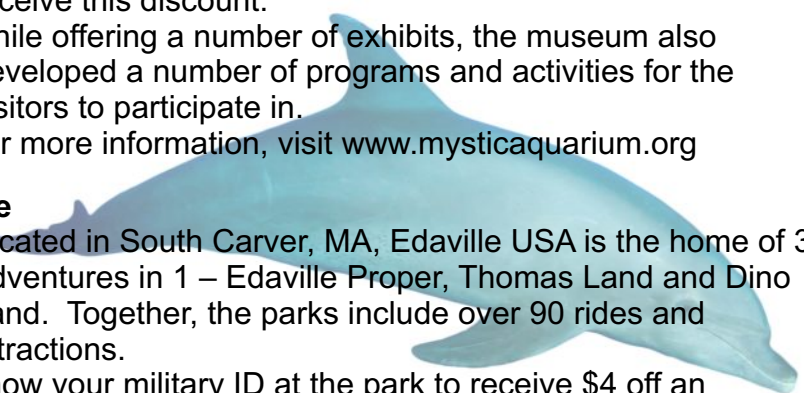 ceive this discount.
hile offering a number of exhibits, the museum also
eveloped a number of programs and activities for the
sitors to participate in.
r more information, visit www.mysticaquarium.org
e
cated in South Carver, MA, Edaville USA is the home of 3
dventures in 1 – Edaville Proper, Thomas Land and Dino
and. Together, the parks include over 90 rides and
tractions.
how your military ID at the park to receive $4 off an